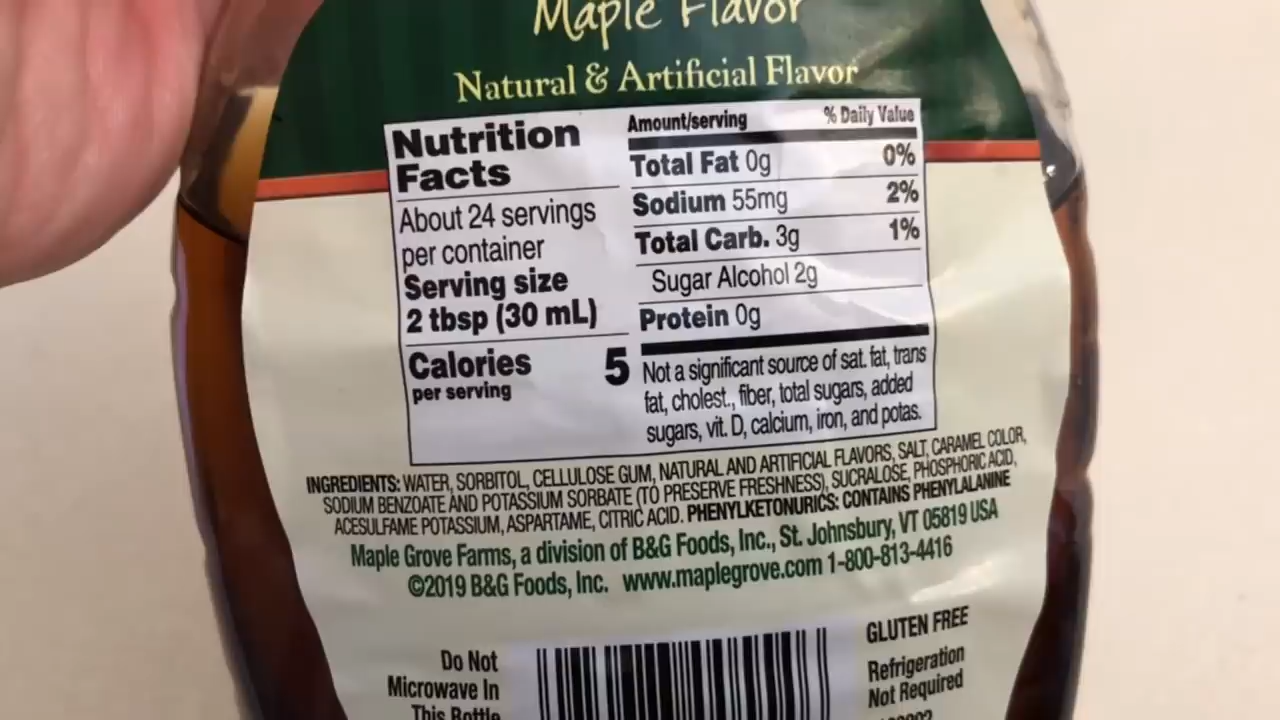 Maple Flavor
Natural & Artificial Flavor
Nutrition
Facts
About 24 servings
per container
Serving size
2 tbsp (30 mL)
Calories 5
per serving
Amount/serving % Daily Value
Total Fat 0g 0%
Sodium 55mg 2%
Total Carb. 3g 1%
Sugar Alcohol 2g
Protein 0g
Not a significant source of sat. fat, trans
fat, cholest., fiber, total sugars, added
sugars, vit. D, calcium, iron, and potas.
INGREDIENTS: WATER, SORBITOL, CELLULOSE GUM, NATURAL AND ARTIFICIAL FLAVORS, SALT, CARAMEL COLOR,
SODIUM BENZOATE AND POTASSIUM SORBATE (TO PRESERVE FRESHNESS), SUCRALOSE, PHOSPHORIC ACID,
ACESULFAME POTASSIUM, ASPARTAME, CITRIC ACID. PHENYLKETONURICS: CONTAINS PHENYLALANINE
Maple Grove Farms, a division of B&G Foods, Inc., St. Johnsbury, VT 05819 USA
©2019 B&G Foods, Inc. www.maplegrove.com 1-800-813-4416
Do Not
Microwave In
This Bottle
GLUTEN FREE
Refrigeration
Not Required